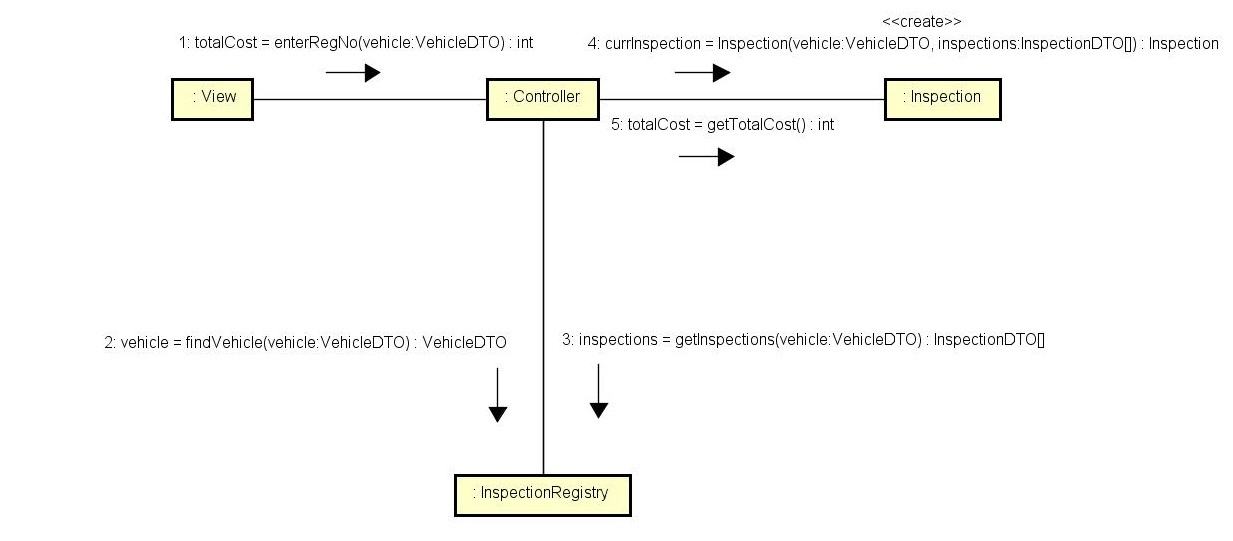 <<create>>
1: totalCost = enterRegNo(vehicle:VehicleDTO) : int
4: currInspection = Inspection(vehicle:VehicleDTO, inspections:InspectionDTO[]) : Inspection
: View
: Controller
: Inspection
5: totalCost = getTotalCost() : int
2: vehicle = findVehicle(vehicle:VehicleDTO) : VehicleDTO
3: inspections = getInspections(vehicle:VehicleDTO) : InspectionDTO[]
: InspectionRegistry